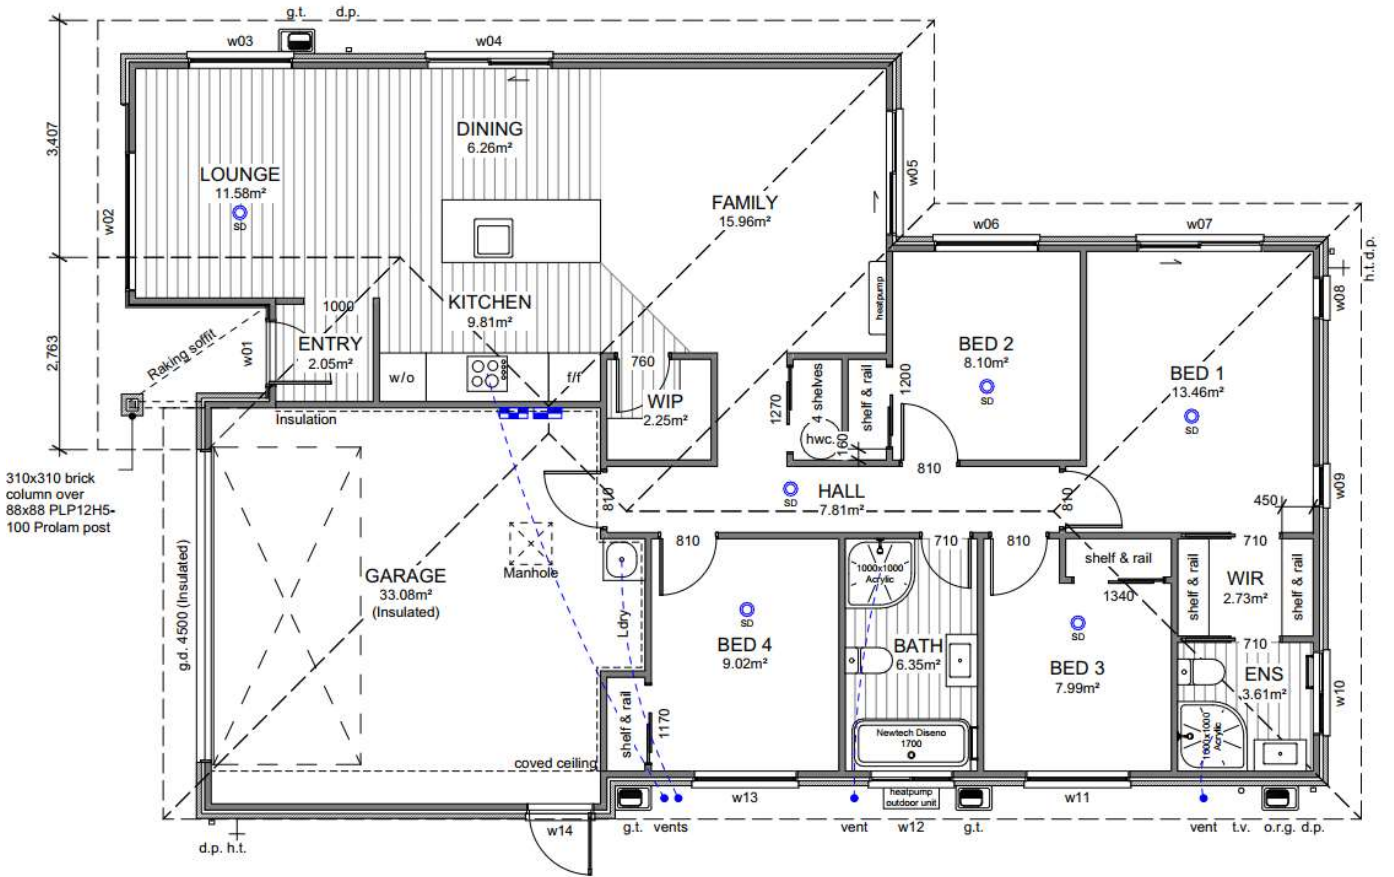 g.t. d.p.
w03
w04
3,407
DINING
6.26m²
LOUNGE
11.58m²
SD
w02
FAMILY
15.96m²
w05
w06
w07
h.t. d.p.
w08
KITCHEN
9.81m²
1000
heatpump
2,763
Raking soffit
w01
ENTRY
2.05m²
w/o
f/f
760
WIP
2.25m²
1270
4 shelves
hwc.
160
shelf & rail
1200
BED 2
8.10m²
SD
BED 1
13.46m²
SD
Insulation
310x310 brick
column over
88x88 PLP12H5-
100 Prolam post
810
810
810
SD
HALL
7.81m²
450
w09
g.d. 4500 (Insulated)
GARAGE
33.08m²
(Insulated)
Manhole
Ldry
810
710
810
710
1000x1000
Acrylic
shelf & rail
1340
shelf & rail
WIR
2.73m²
shelf & rail
710
SD
BED 4
9.02m²
BATH
6.35m²
SD
BED 3
7.99m²
ENS
3.61m²
w10
shelf & rail
1170
Newtech Diseno
1700
1000x1000
Acrylic
coved ceiling
heatpump
outdoor unit
w13
w11
w14
g.t. vents
vent
w12
g.t.
vent
t.v.
o.r.g. d.p.
d.p. h.t.